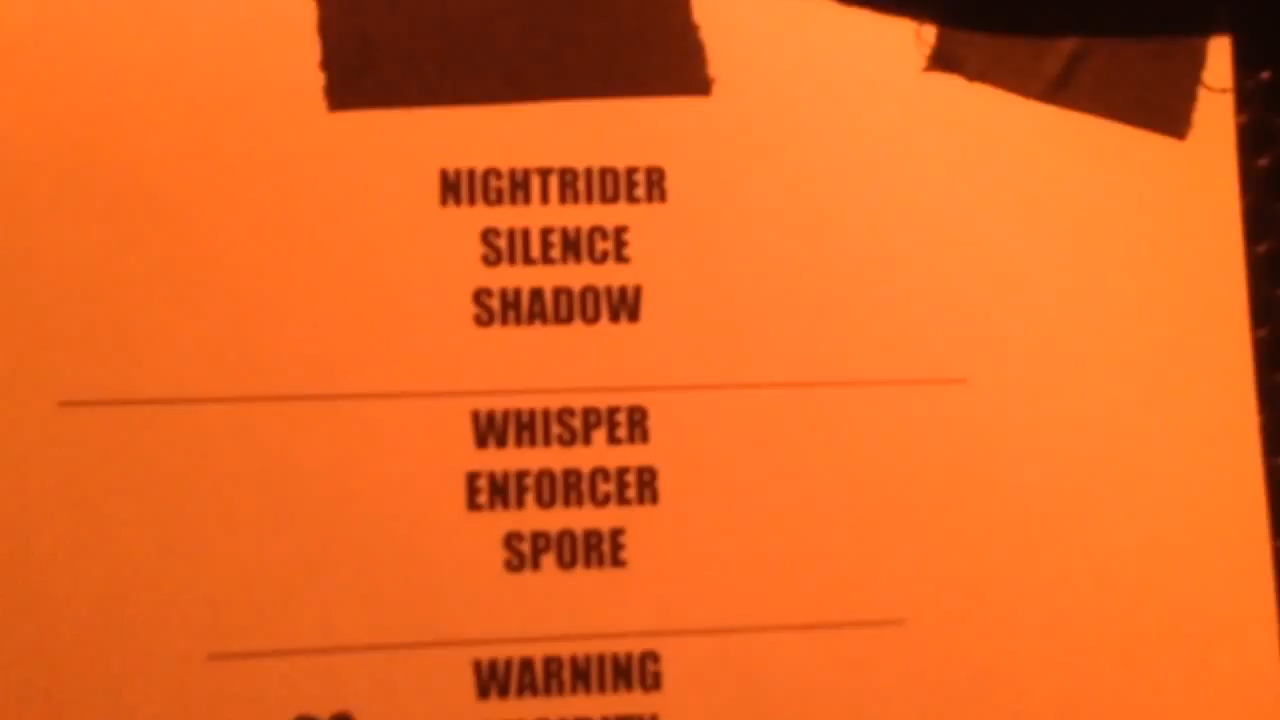 NIGHTRIDER
SILENCE
SHADOW
WHISPER
ENFORCER
SPORE
WARNING